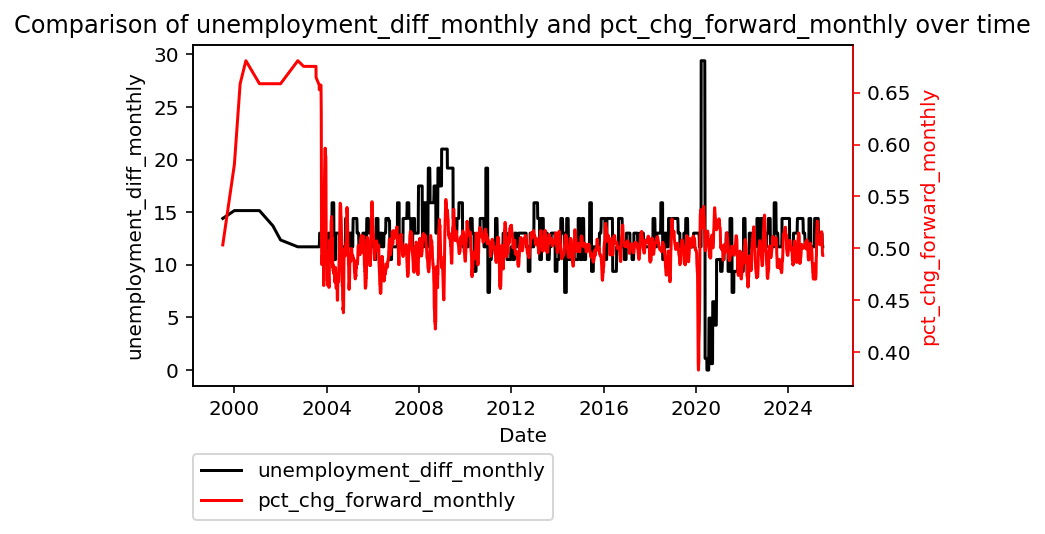 Comparison of unemployment_diff_monthly and pct_chg_forward_monthly over time
unemployment_diff_monthly
30
25
20
15
10
5
0
0.65
0.60
0.55
0.50
0.45
0.40
pct_chg_forward_monthly
2000 2004 2008 2012 2016 2020 2024
Date
unemployment_diff_monthly
pct_chg_forward_monthly